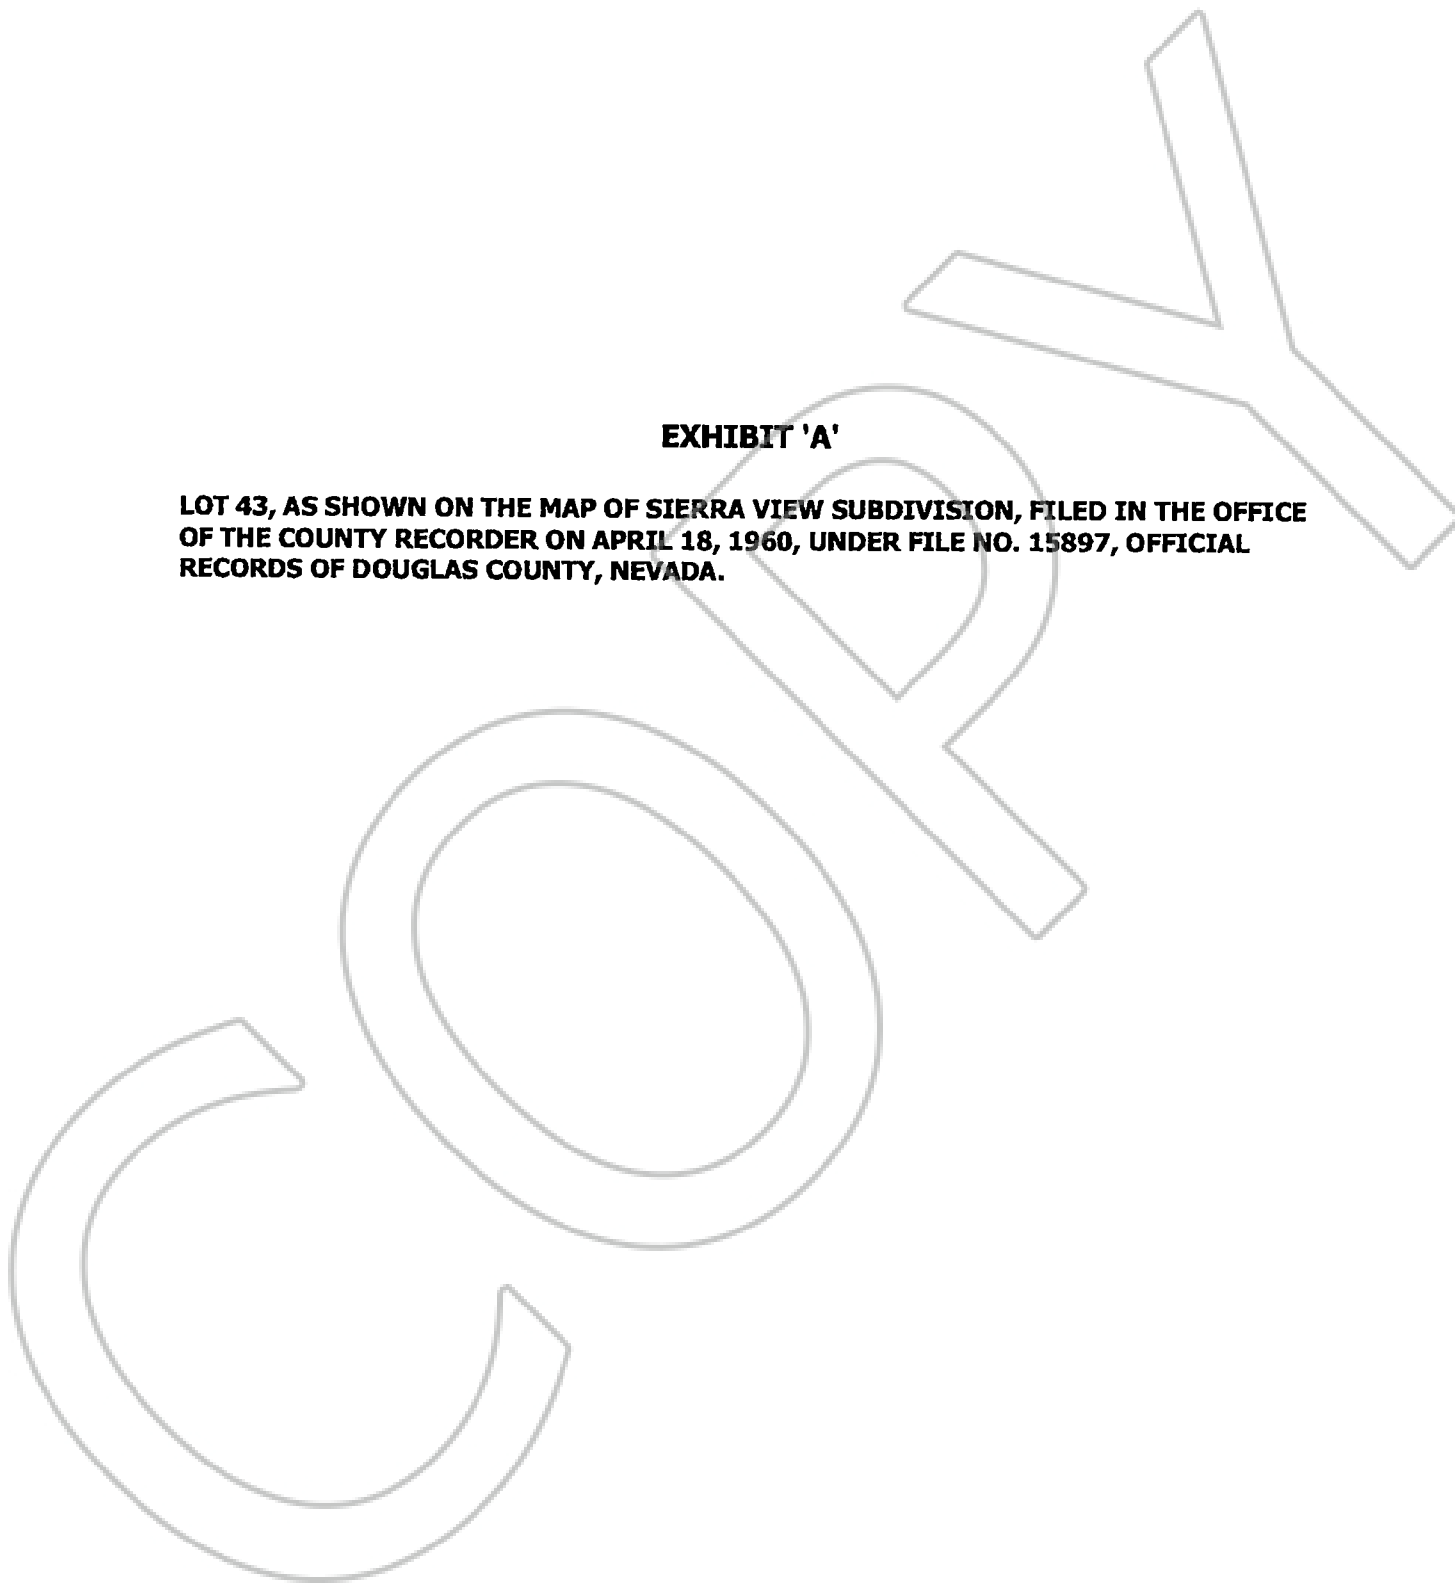 EXHIBIT 'A'
LOT 43, AS SHOWN ON THE MAP OF SIERRA VIEW SUBDIVISION, FILED IN THE OFFICE
OF THE COUNTY RECORDER ON APRIL 18, 1960, UNDER FILE NO. 15897, OFFICIAL
RECORDS OF DOUGLAS COUNTY, NEVADA.
COPY